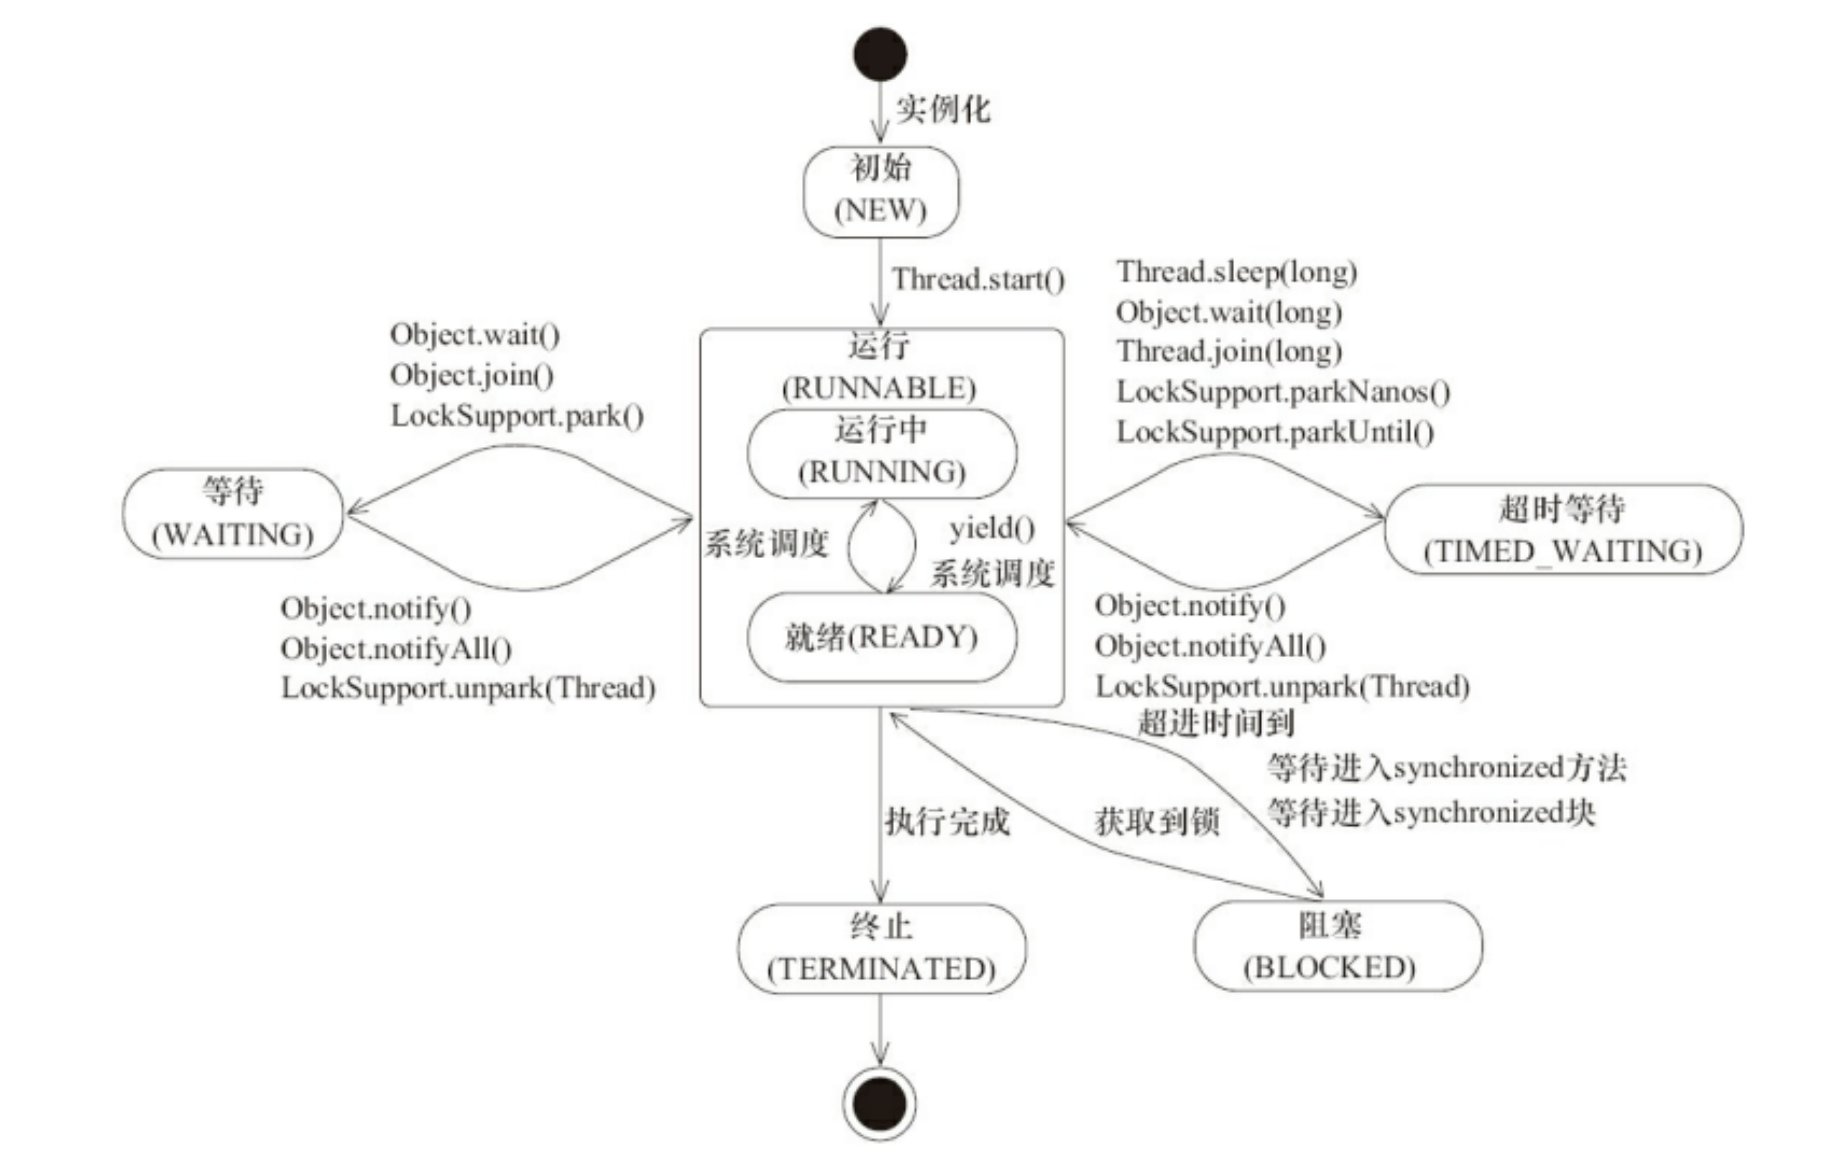 实例化
初始
(NEW)
Thread.start()
Object.wait()
Object.join()
LockSupport.park()
Thread.sleep(long)
Object.wait(long)
Thread.join(long)
LockSupport.parkNanos()
LockSupport.parkUntil()
运行
(RUNNABLE)
运行中
(RUNNING)
等待
(WAITING)
系统调度
yield()
系统调度
超时等待
(TIMED_WAITING)
就绪(READY)
Object.notify()
Object.notifyAll()
LockSupport.unpark(Thread)
Object.notify()
Object.notifyAll()
LockSupport.unpark(Thread)
超进时间到
等待进入synchronized方法
等待进入synchronized块
执行完成
获取到锁
终止
(TERMINATED)
阻塞
(BLOCKED)